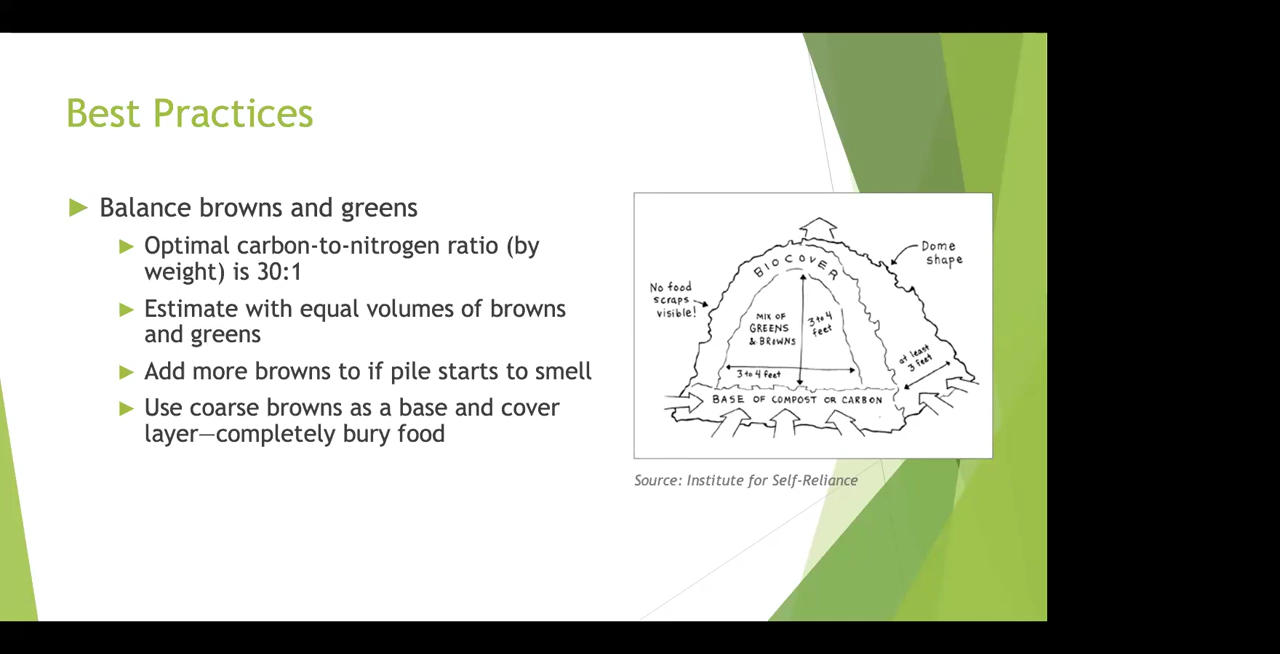 Best Practices
Balance browns and greens
Optimal carbon-to-nitrogen ratio (by
weight) is 30:1
Estimate with equal volumes of browns
and greens
Add more browns to if pile starts to smell
Use coarse browns as a base and cover
layer—completely bury food
BIOCOVER
Dome
shape
No food
scraps
visible!
MIX OF
GREENS
& BROWNS
3 to 4
feet
3 to 4 feet
at least
3 feet
BASE OF COMPOST OR CARBON
Source: Institute for Self-Reliance